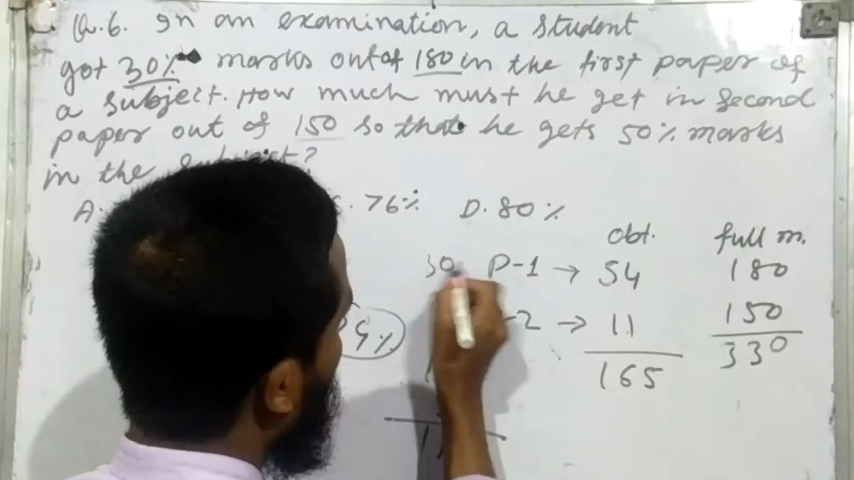 Q.6. In an examination, a student
got 30% marks out of 180 in the first paper of
a subject. How much must he get in second
paper out of 150 so that he gets 50% marks
in the subject?
A. C. 76% D. 80%
obt. full m.
30 P-1 → 54 180
-2 → 11 150
165 330